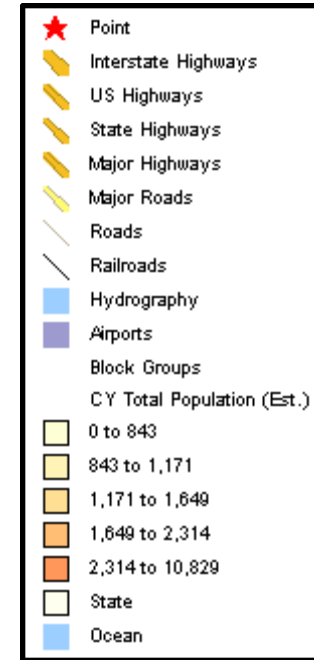 Point
Interstate Highways
US Highways
State Highways
Major Highways
Major Roads
Roads
Railroads
Hydrography
Airports
Block Groups
CY Total Population (Est.)
0 to 843
843 to 1,171
1,171 to 1,649
1,649 to 2,314
2,314 to 10,829
State
Ocean